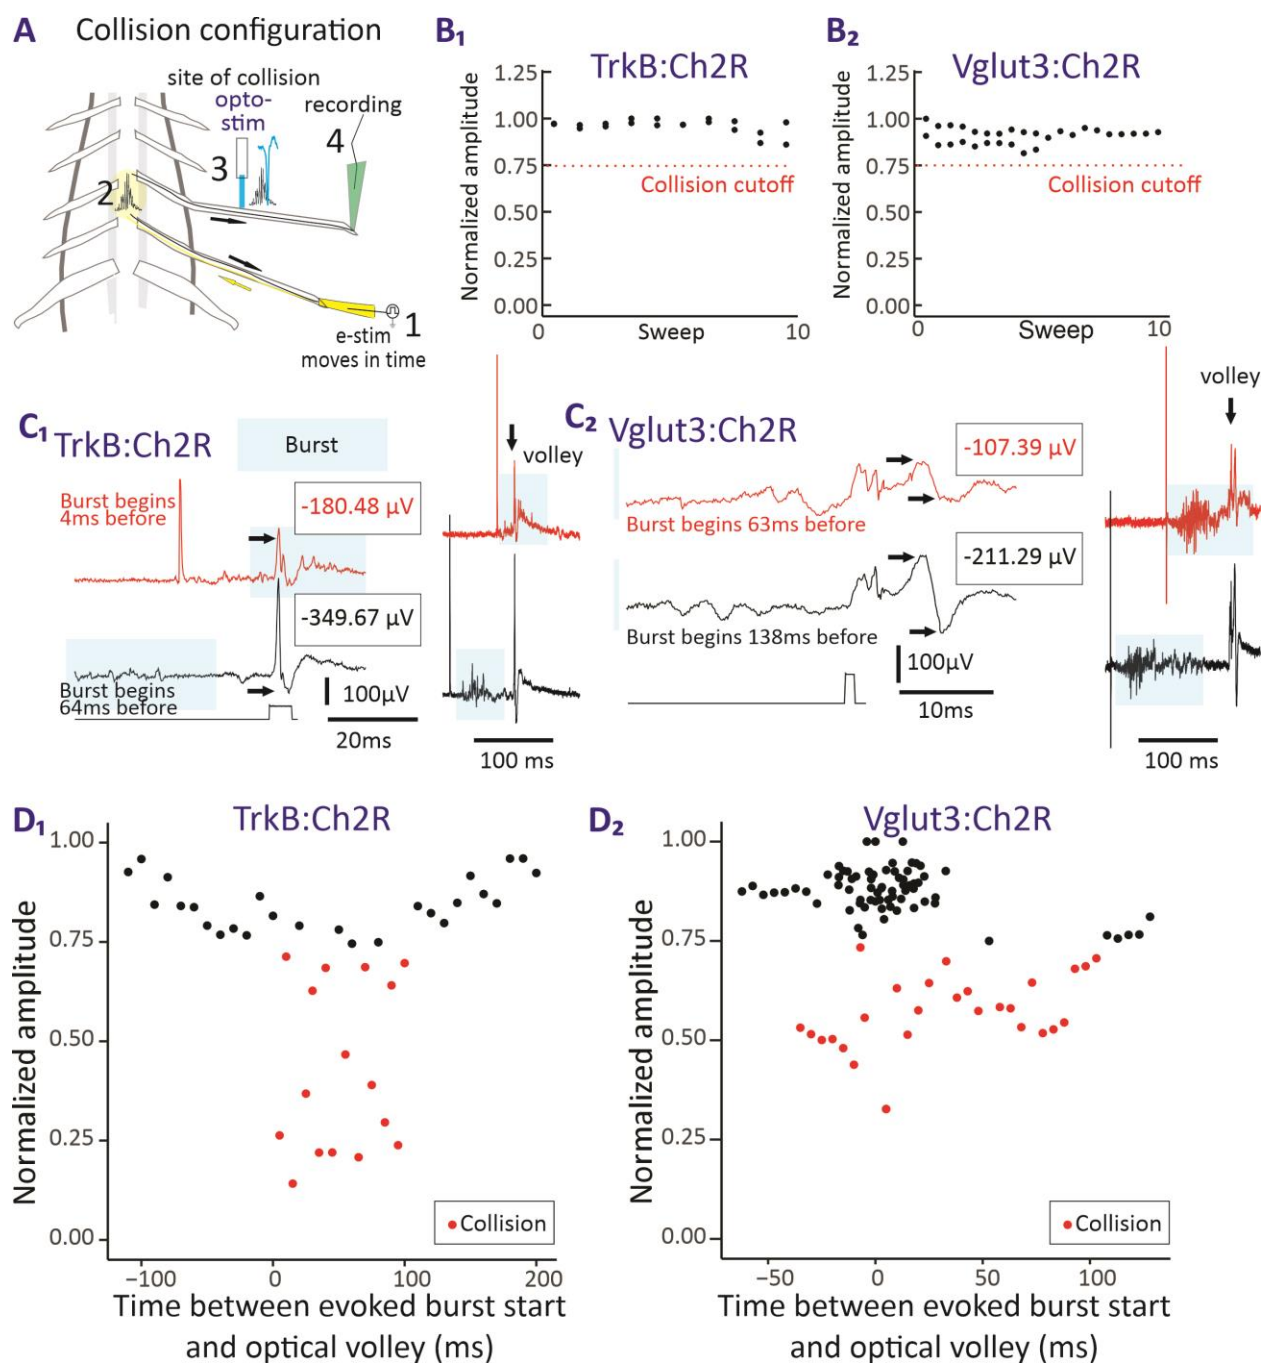 A Collision configuration
site of collision
opto-
stim
recording
4
3
2
1
e-stim
moves in time
B₁
TrkB:Ch2R
Normalized amplitude
1.25
1.00
0.75
0.50
0.25
0.00
Collision cutoff
0
Sweep
10
B₂
Vglut3:Ch2R
Normalized amplitude
1.25
1.00
0.75
0.50
0.25
0.00
Collision cutoff
0
Sweep
10
C₁ TrkB:Ch2R
Burst
Burst begins
4ms before
-180.48 µV
-349.67 µV
Burst begins
64ms before
100µV
20ms
volley
100 ms
C₂ Vglut3:Ch2R
-107.39 µV
Burst begins 63ms before
-211.29 µV
Burst begins 138ms before
100µV
10ms
volley
100 ms
D₁ TrkB:Ch2R
Normalized amplitude
1.00
0.75
0.50
0.25
0.00
Collision
−100
0
100
200
Time between evoked burst start
and optical volley (ms)
D₂ Vglut3:Ch2R
Normalized amplitude
1.00
0.75
0.50
0.25
0.00
Collision
−50
0
50
100
Time between evoked burst start
and optical volley (ms)